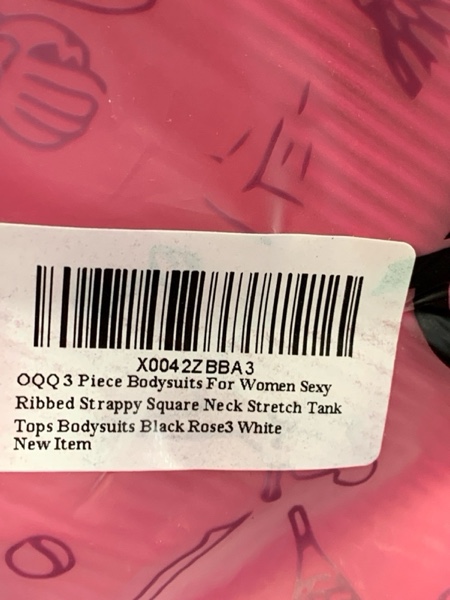 X0042ZBBA3
OQQ 3 Piece Bodysuits For Women Sexy
Ribbed Strappy Square Neck Stretch Tank
Tops Bodysuits Black Rose3 White
New Item